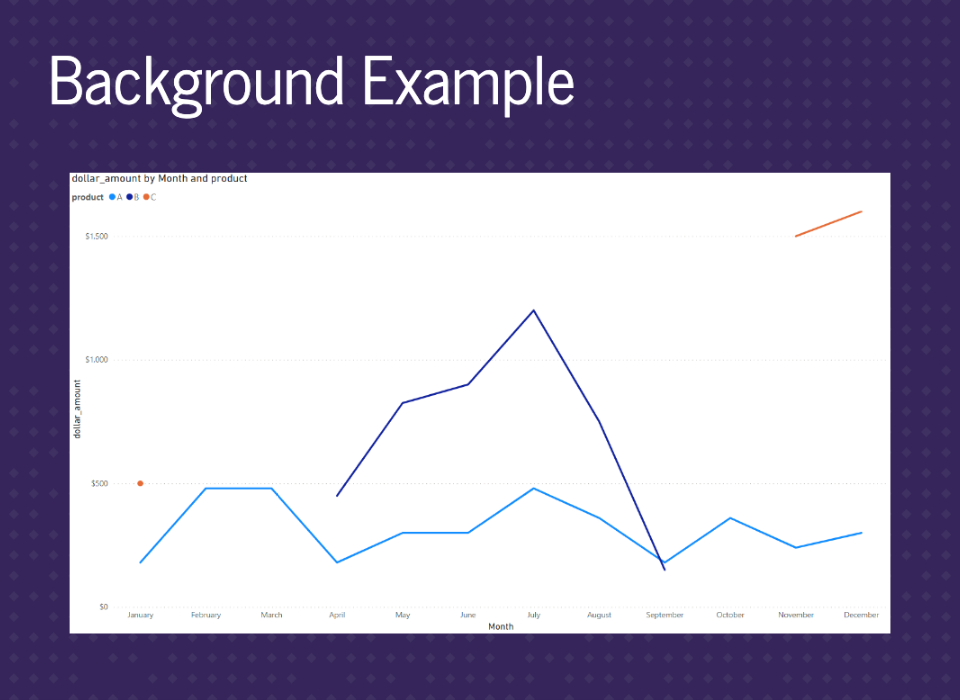 Background Example
dollar_amount by Month and product
product A B C
$1,500
$1,000
$500
$0
dollar_amount
January February March April May June July August September October November December
Month